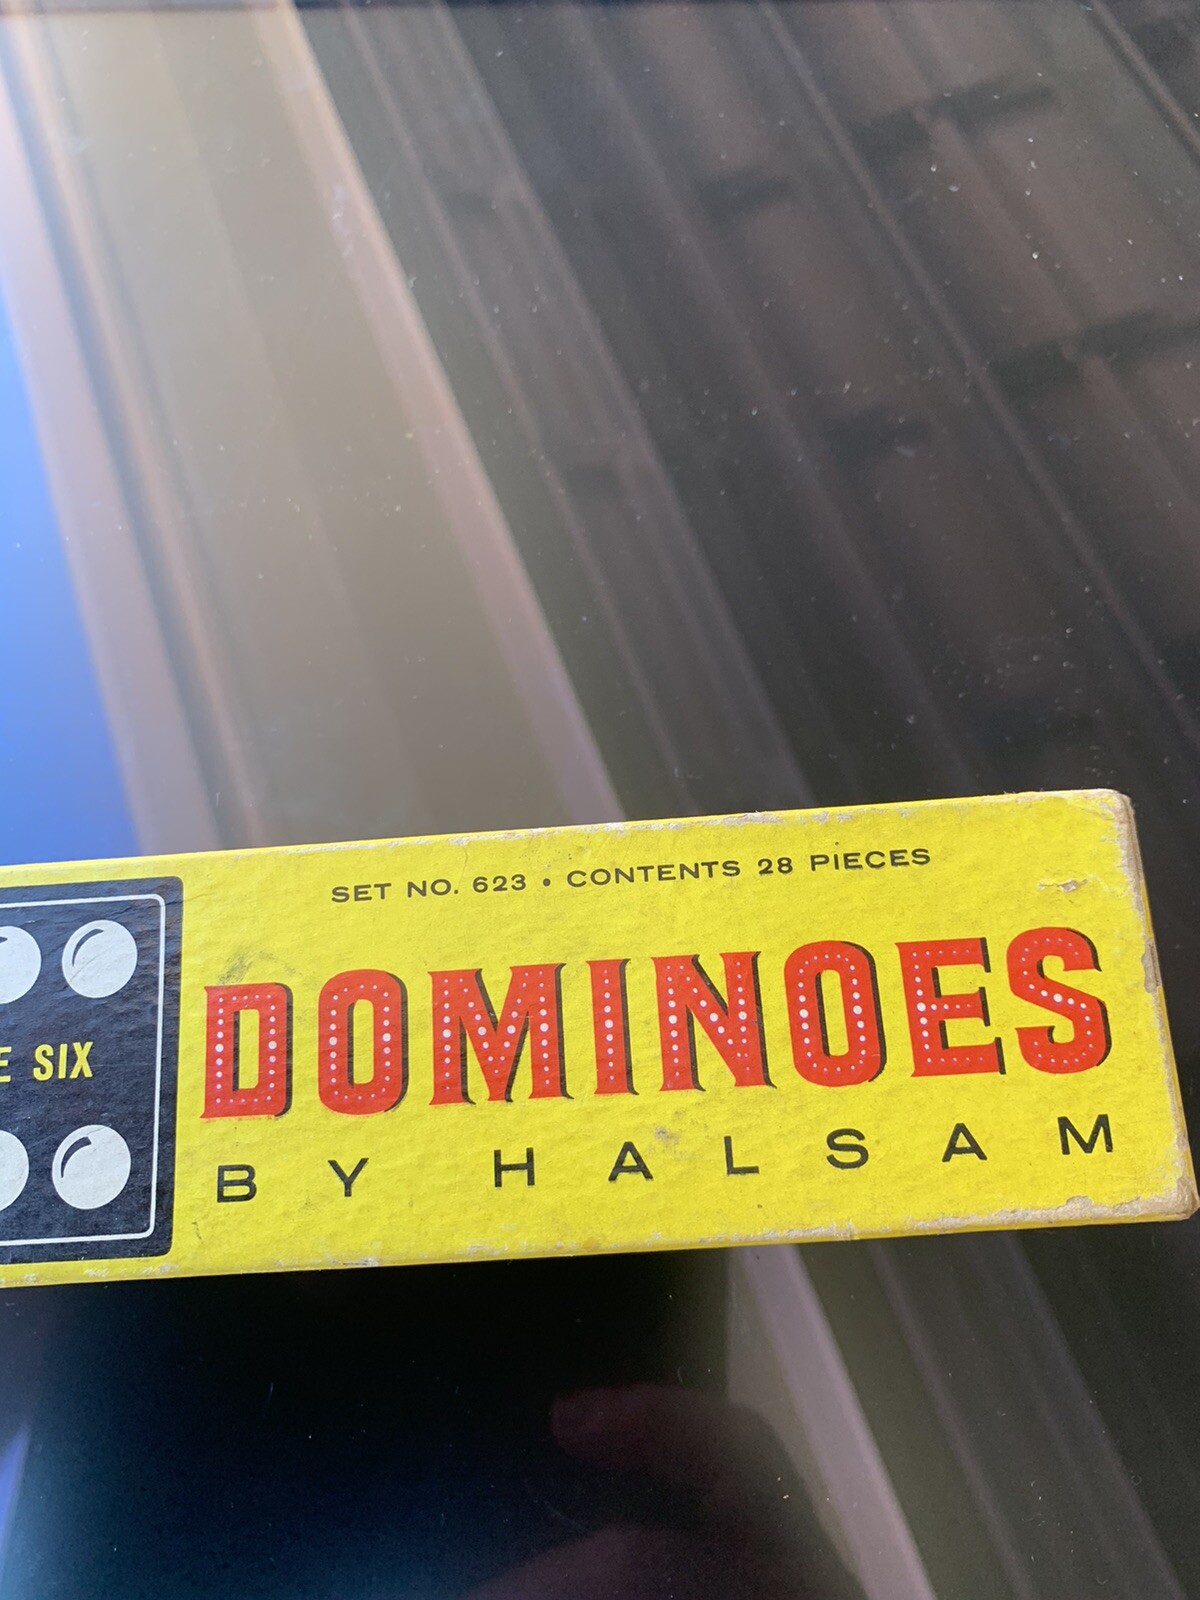 SET NO. 623 • CONTENTS 28 PIECES
DOMINOES
BY HALSAM
SIX